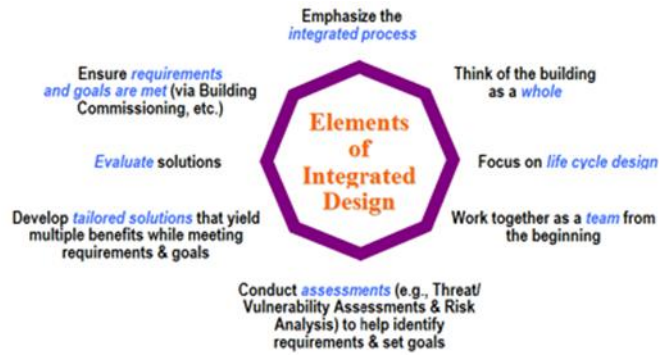 Emphasize the
integrated process
Think of the building
as a whole
Focus on life cycle design
Work together as a team from
the beginning
Conduct assessments (e.g., Threat/
Vulnerability Assessments & Risk
Analysis) to help identify
requirements & set goals
Develop tailored solutions that yield
multiple benefits while meeting
requirements & goals
Evaluate solutions
Ensure requirements
and goals are met (via Building
Commissioning, etc.)
Elements
of
Integrated
Design